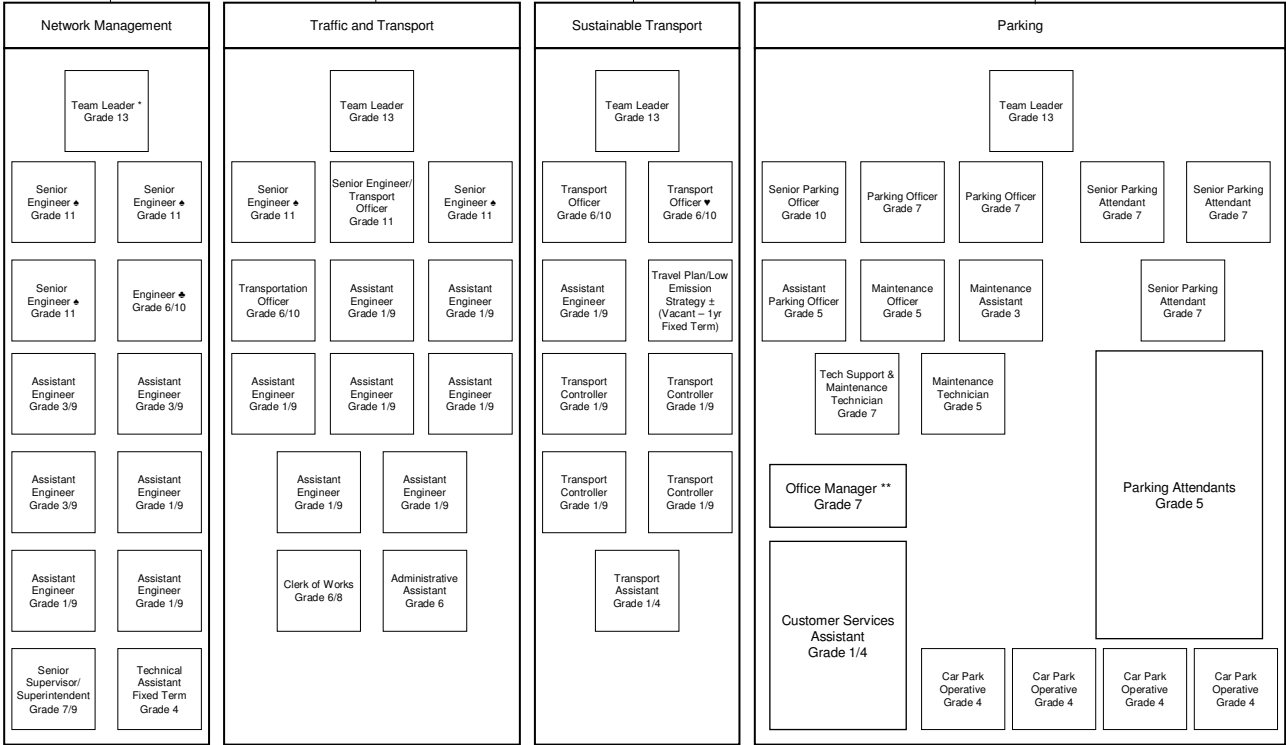 Network Management
Team Leader *
Grade 13
Senior
Engineer ♠
Grade 11
Senior
Engineer ♠
Grade 11
Senior
Engineer ♠
Grade 11
Engineer ♣
Grade 6/10
Assistant
Engineer
Grade 3/9
Assistant
Engineer
Grade 3/9
Assistant
Engineer
Grade 3/9
Assistant
Engineer
Grade 1/9
Assistant
Engineer
Grade 1/9
Assistant
Engineer
Grade 1/9
Senior
Supervisor/
Superintendent
Grade 7/9
Technical
Assistant
Fixed Term
Grade 4
Traffic and Transport
Team Leader
Grade 13
Senior
Engineer ♠
Grade 11
Senior Engineer/
Transport
Officer
Grade 11
Senior
Engineer ♠
Grade 11
Transportation
Officer
Grade 6/10
Assistant
Engineer
Grade 1/9
Assistant
Engineer
Grade 1/9
Assistant
Engineer
Grade 1/9
Assistant
Engineer
Grade 1/9
Assistant
Engineer
Grade 1/9
Assistant
Engineer
Grade 1/9
Assistant
Engineer
Grade 1/9
Clerk of Works
Grade 6/8
Administrative
Assistant
Grade 6
Sustainable Transport
Team Leader
Grade 13
Transport
Officer
Grade 6/10
Transport
Officer ♥
Grade 6/10
Assistant
Engineer
Grade 1/9
Travel Plan/Low
Emission
Strategy ±
(Vacant – 1yr
Fixed Term)
Transport
Controller
Grade 1/9
Transport
Controller
Grade 1/9
Transport
Controller
Grade 1/9
Transport
Controller
Grade 1/9
Transport
Assistant
Grade 1/4
Parking
Team Leader
Grade 13
Senior Parking
Officer
Grade 10
Parking Officer
Grade 7
Parking Officer
Grade 7
Senior Parking
Attendant
Grade 7
Senior Parking
Attendant
Grade 7
Assistant
Parking Officer
Grade 5
Maintenance
Officer
Grade 5
Maintenance
Assistant
Grade 3
Senior Parking
Attendant
Grade 7
Tech Support &
Maintenance
Technician
Grade 7
Maintenance
Technician
Grade 5
Parking Attendants
Grade 5
Office Manager **
Grade 7
Customer Services
Assistant
Grade 1/4
Car Park
Operative
Grade 4
Car Park
Operative
Grade 4
Car Park
Operative
Grade 4
Car Park
Operative
Grade 4